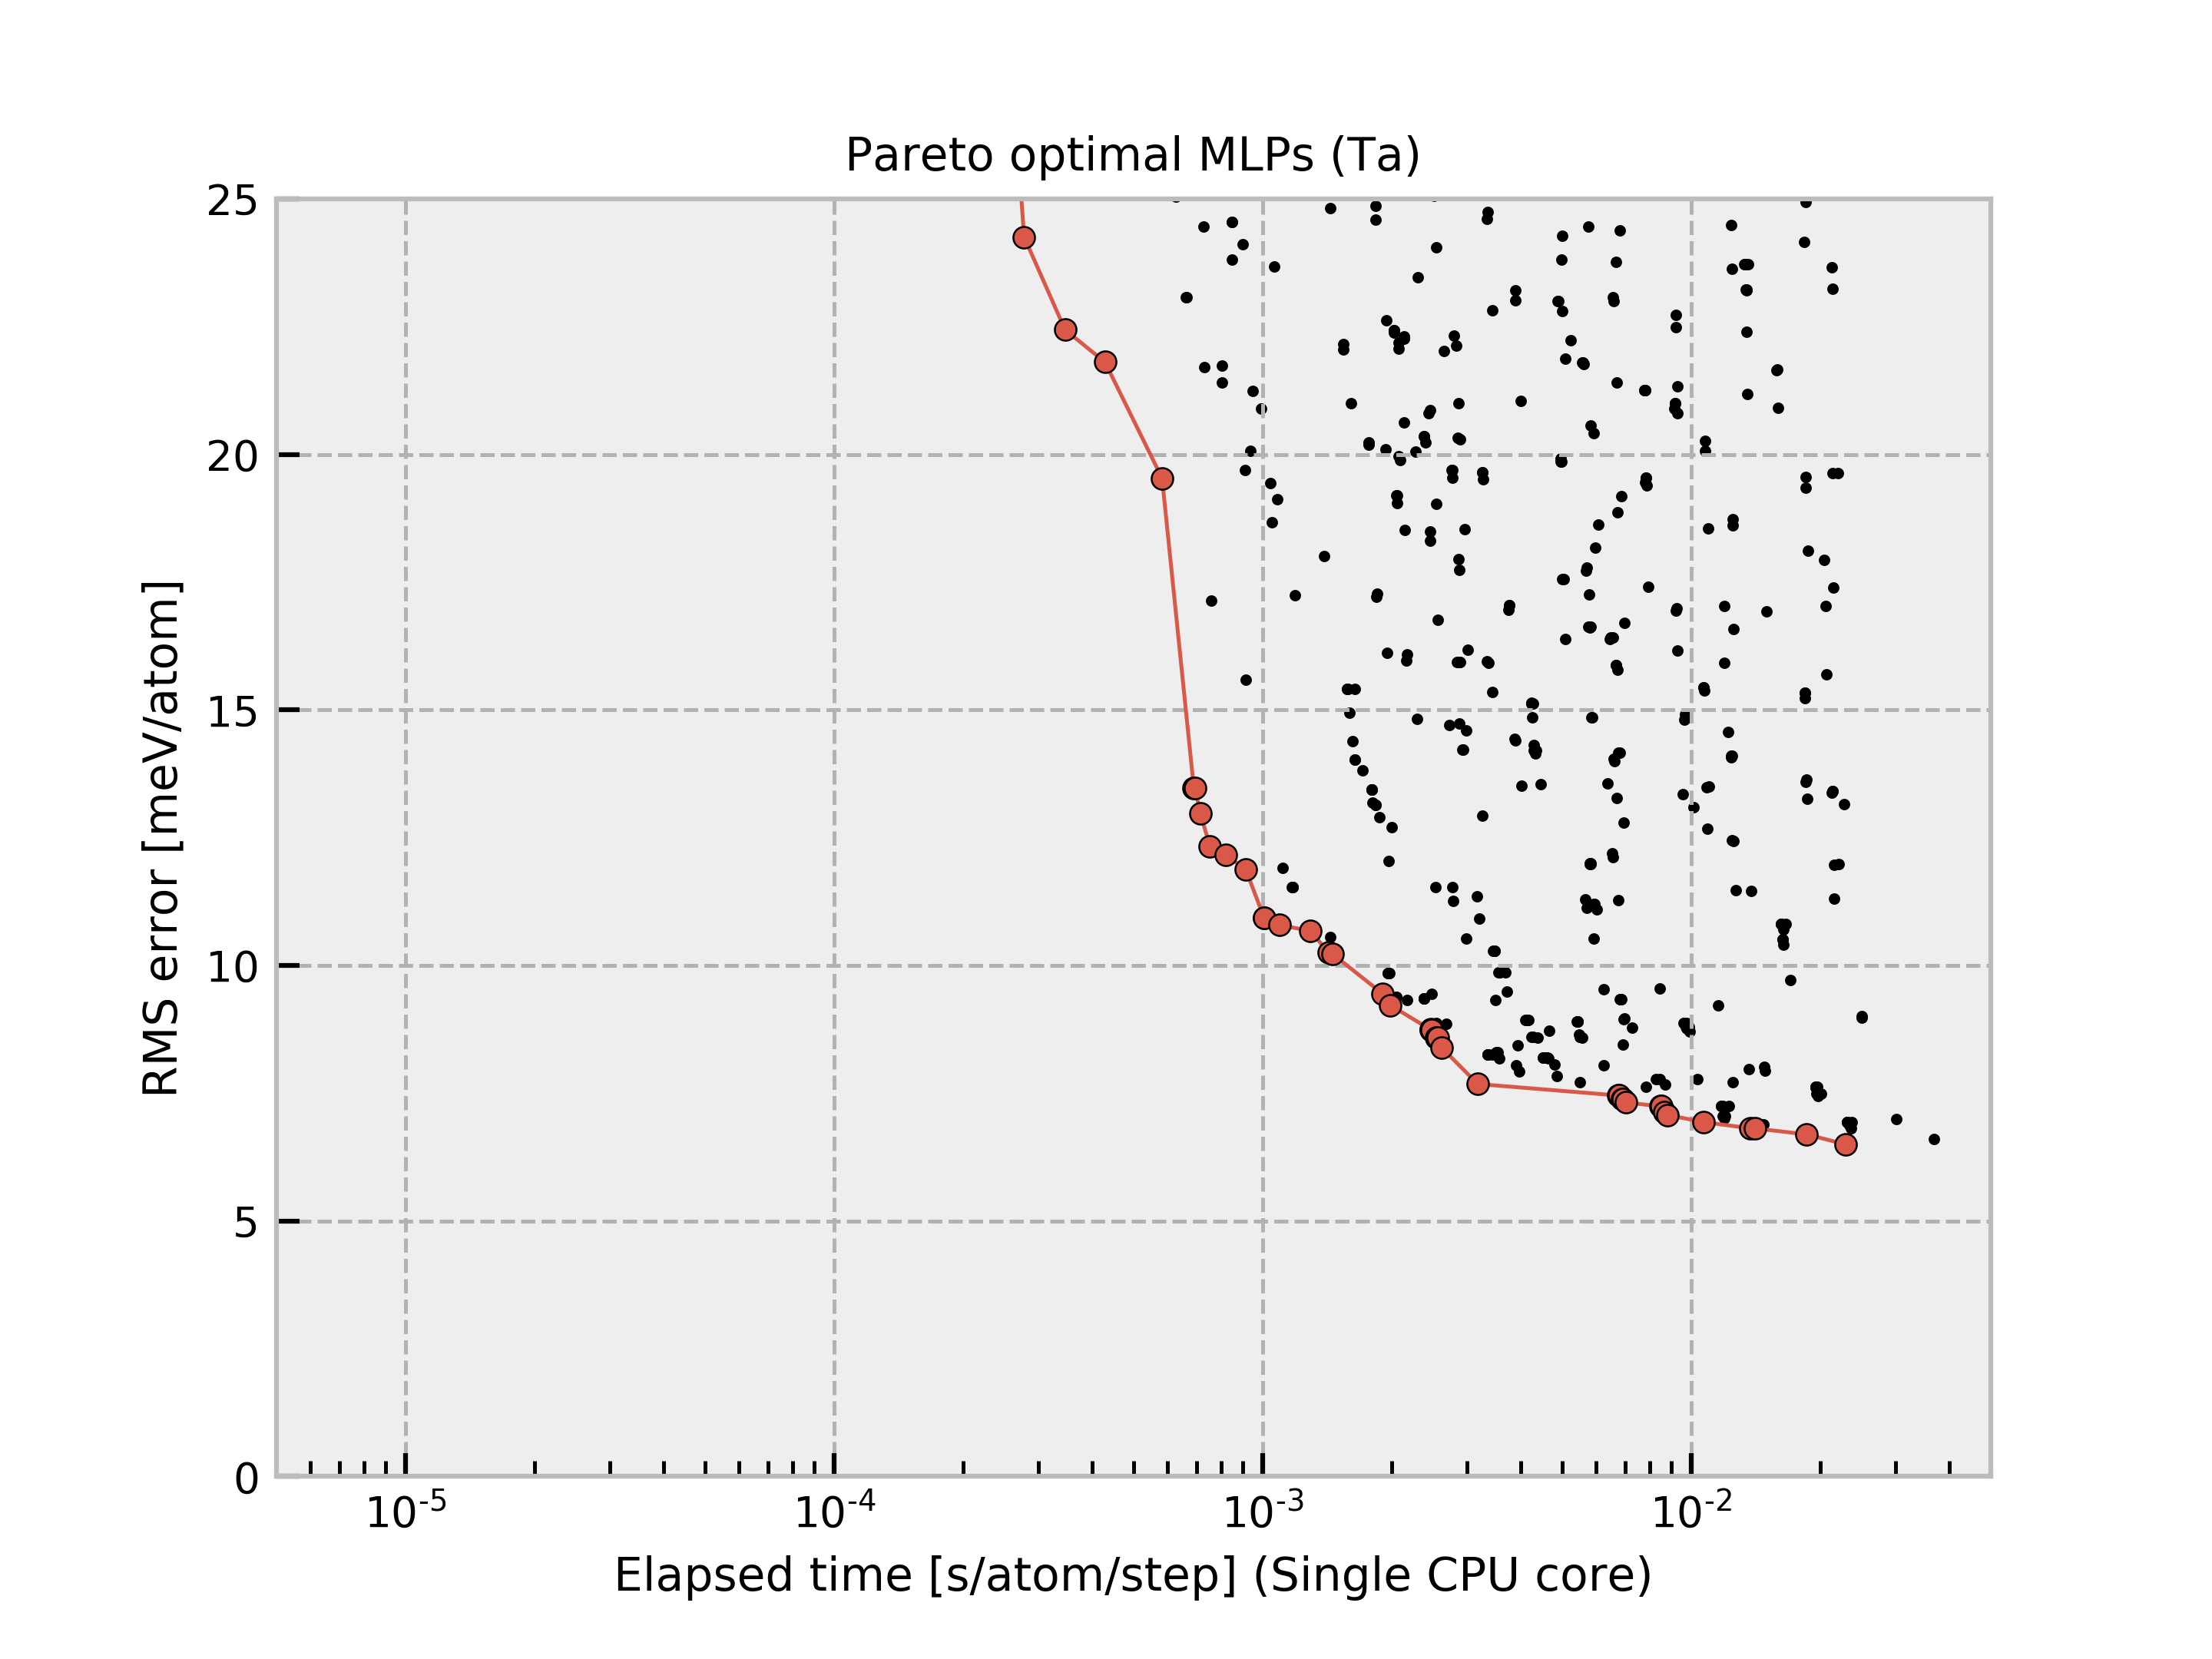 Pareto optimal MLPs (Ta)
25
20
15
10
5
0
RMS error [meV/atom]
10-5 10-4 10-3 10-2
Elapsed time [s/atom/step] (Single CPU core)